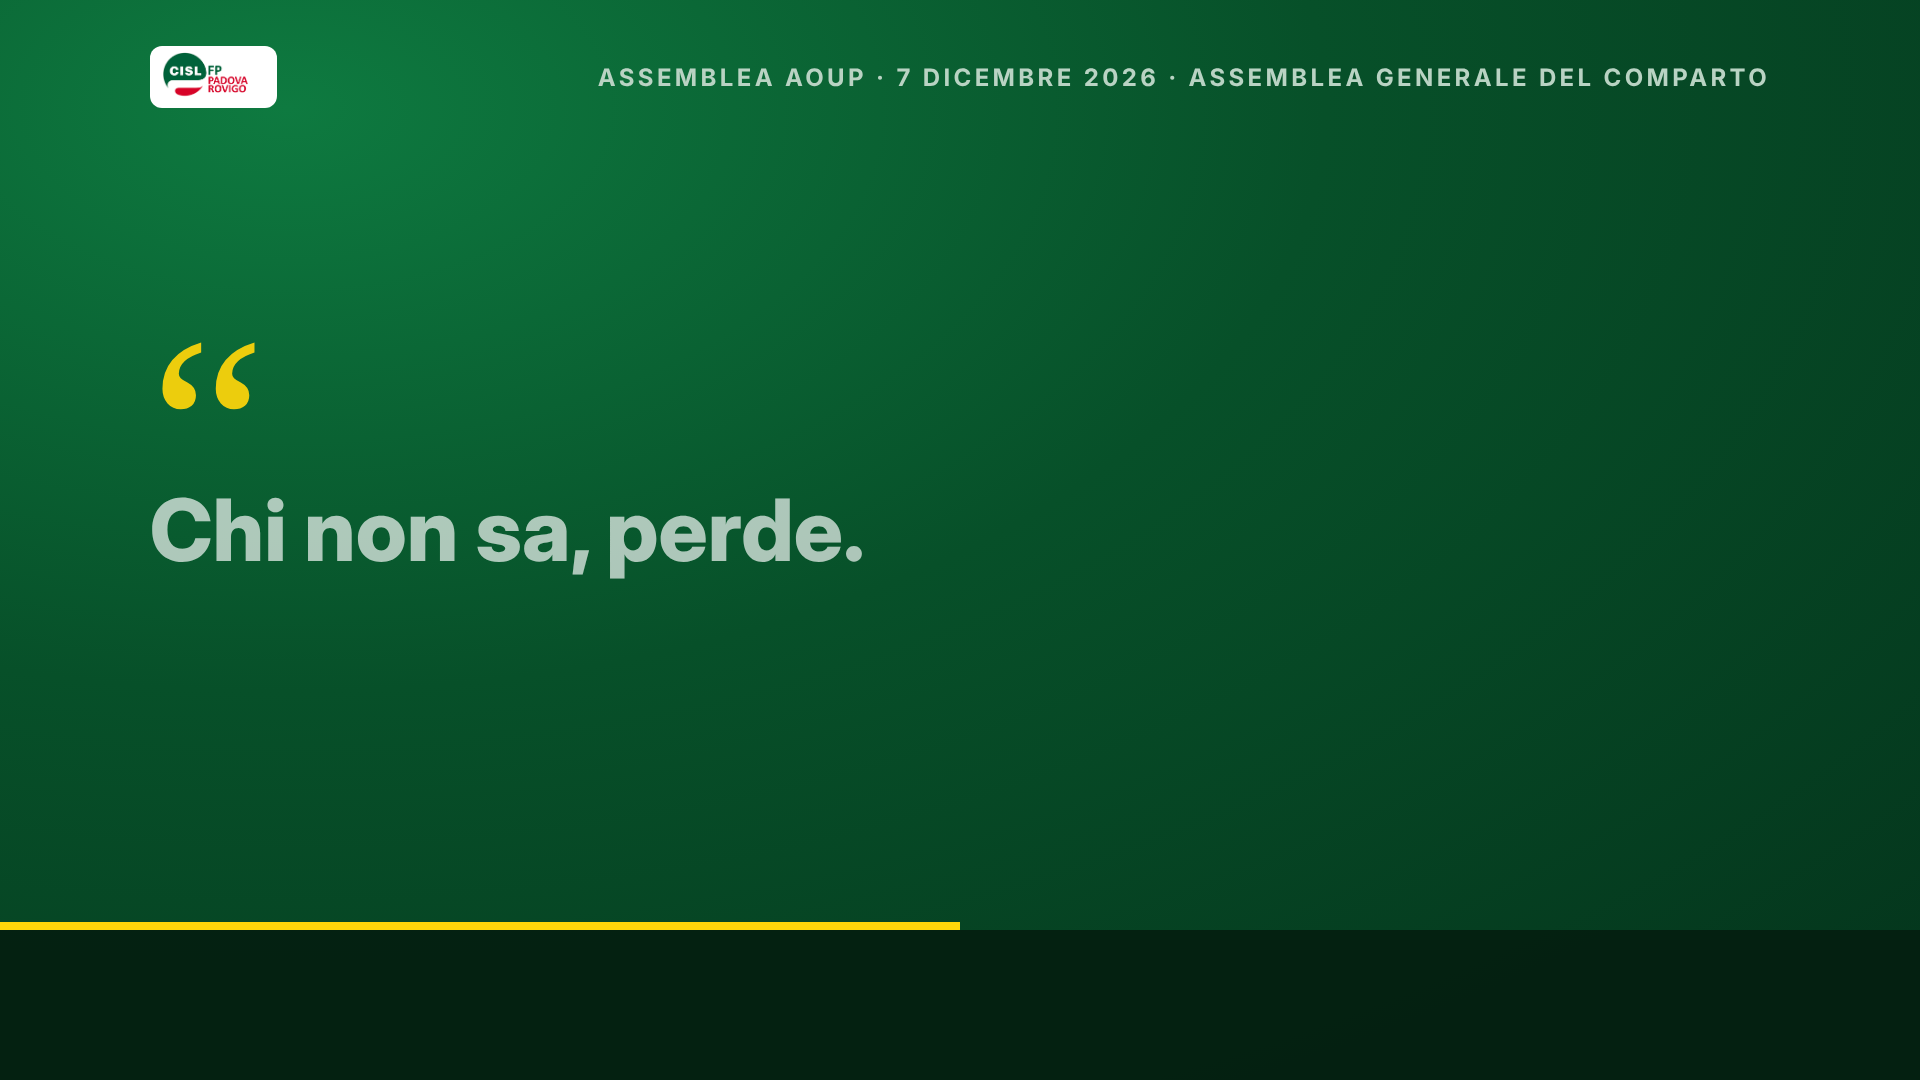 CISL FP
PADOVA
ROVIGO
ASSEMBLEA AOUP · 7 DICEMBRE 2026 · ASSEMBLEA GENERALE DEL COMPARTO
“
Chi non sa, perde.